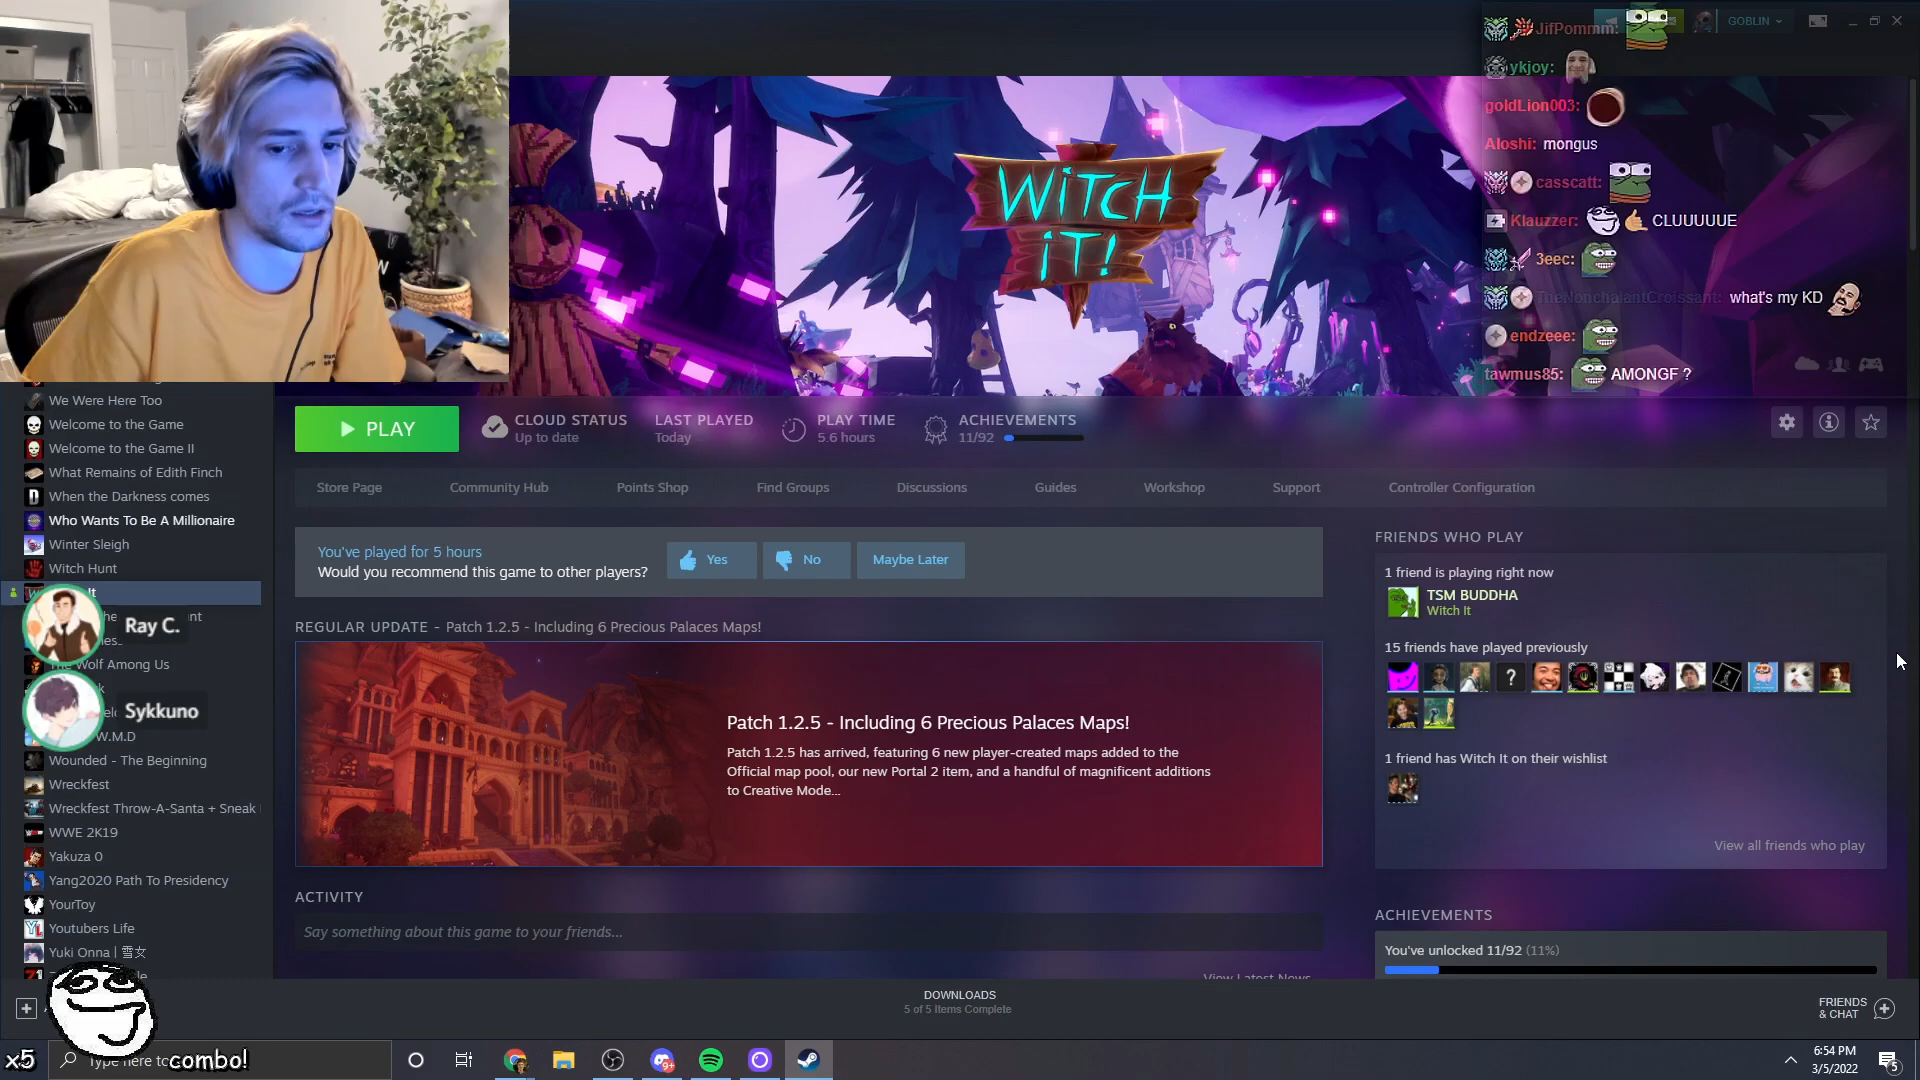 JifPommm:
GOBLIN
ykjoy:
goldLion003:
Aloshi: mongus
casscatt:
Klauzzer: CLUUUUUE
3eec:
TheNonchalantCroissant: what's my KD
endzeee:
tawmus85: AMONGF ?
WiTCH
iT!
We Were Here Too
Welcome to the Game
Welcome to the Game II
What Remains of Edith Finch
When the Darkness comes
Who Wants To Be A Millionaire
Winter Sleigh
Witch Hunt
Ray C.
The Wolf Among Us
Sykkuno
W.M.D
Wounded - The Beginning
Wreckfest
Wreckfest Throw-A-Santa + Sneak
WWE 2K19
Yakuza 0
Yang2020 Path To Presidency
YourToy
Youtubers Life
Yuki Onna | 雪女
PLAY
CLOUD STATUS
Up to date
LAST PLAYED
Today
PLAY TIME
5.6 hours
ACHIEVEMENTS
11/92
Store Page
Community Hub
Points Shop
Find Groups
Discussions
Guides
Workshop
Support
Controller Configuration
You've played for 5 hours
Would you recommend this game to other players?
Yes
No
Maybe Later
REGULAR UPDATE - Patch 1.2.5 - Including 6 Precious Palaces Maps!
Patch 1.2.5 - Including 6 Precious Palaces Maps!
Patch 1.2.5 has arrived, featuring 6 new player-created maps added to the
Official map pool, our new Portal 2 item, and a handful of magnificent additions
to Creative Mode...
ACTIVITY
Say something about this game to your friends...
View Latest News
FRIENDS WHO PLAY
1 friend is playing right now
TSM BUDDHA
Witch It
15 friends have played previously
?
1 friend has Witch It on their wishlist
View all friends who play
ACHIEVEMENTS
You've unlocked 11/92 (11%)
DOWNLOADS
5 of 5 Items Complete
FRIENDS
& CHAT
x5
Type here to
combo!
9+
6:54 PM
3/5/2022
5